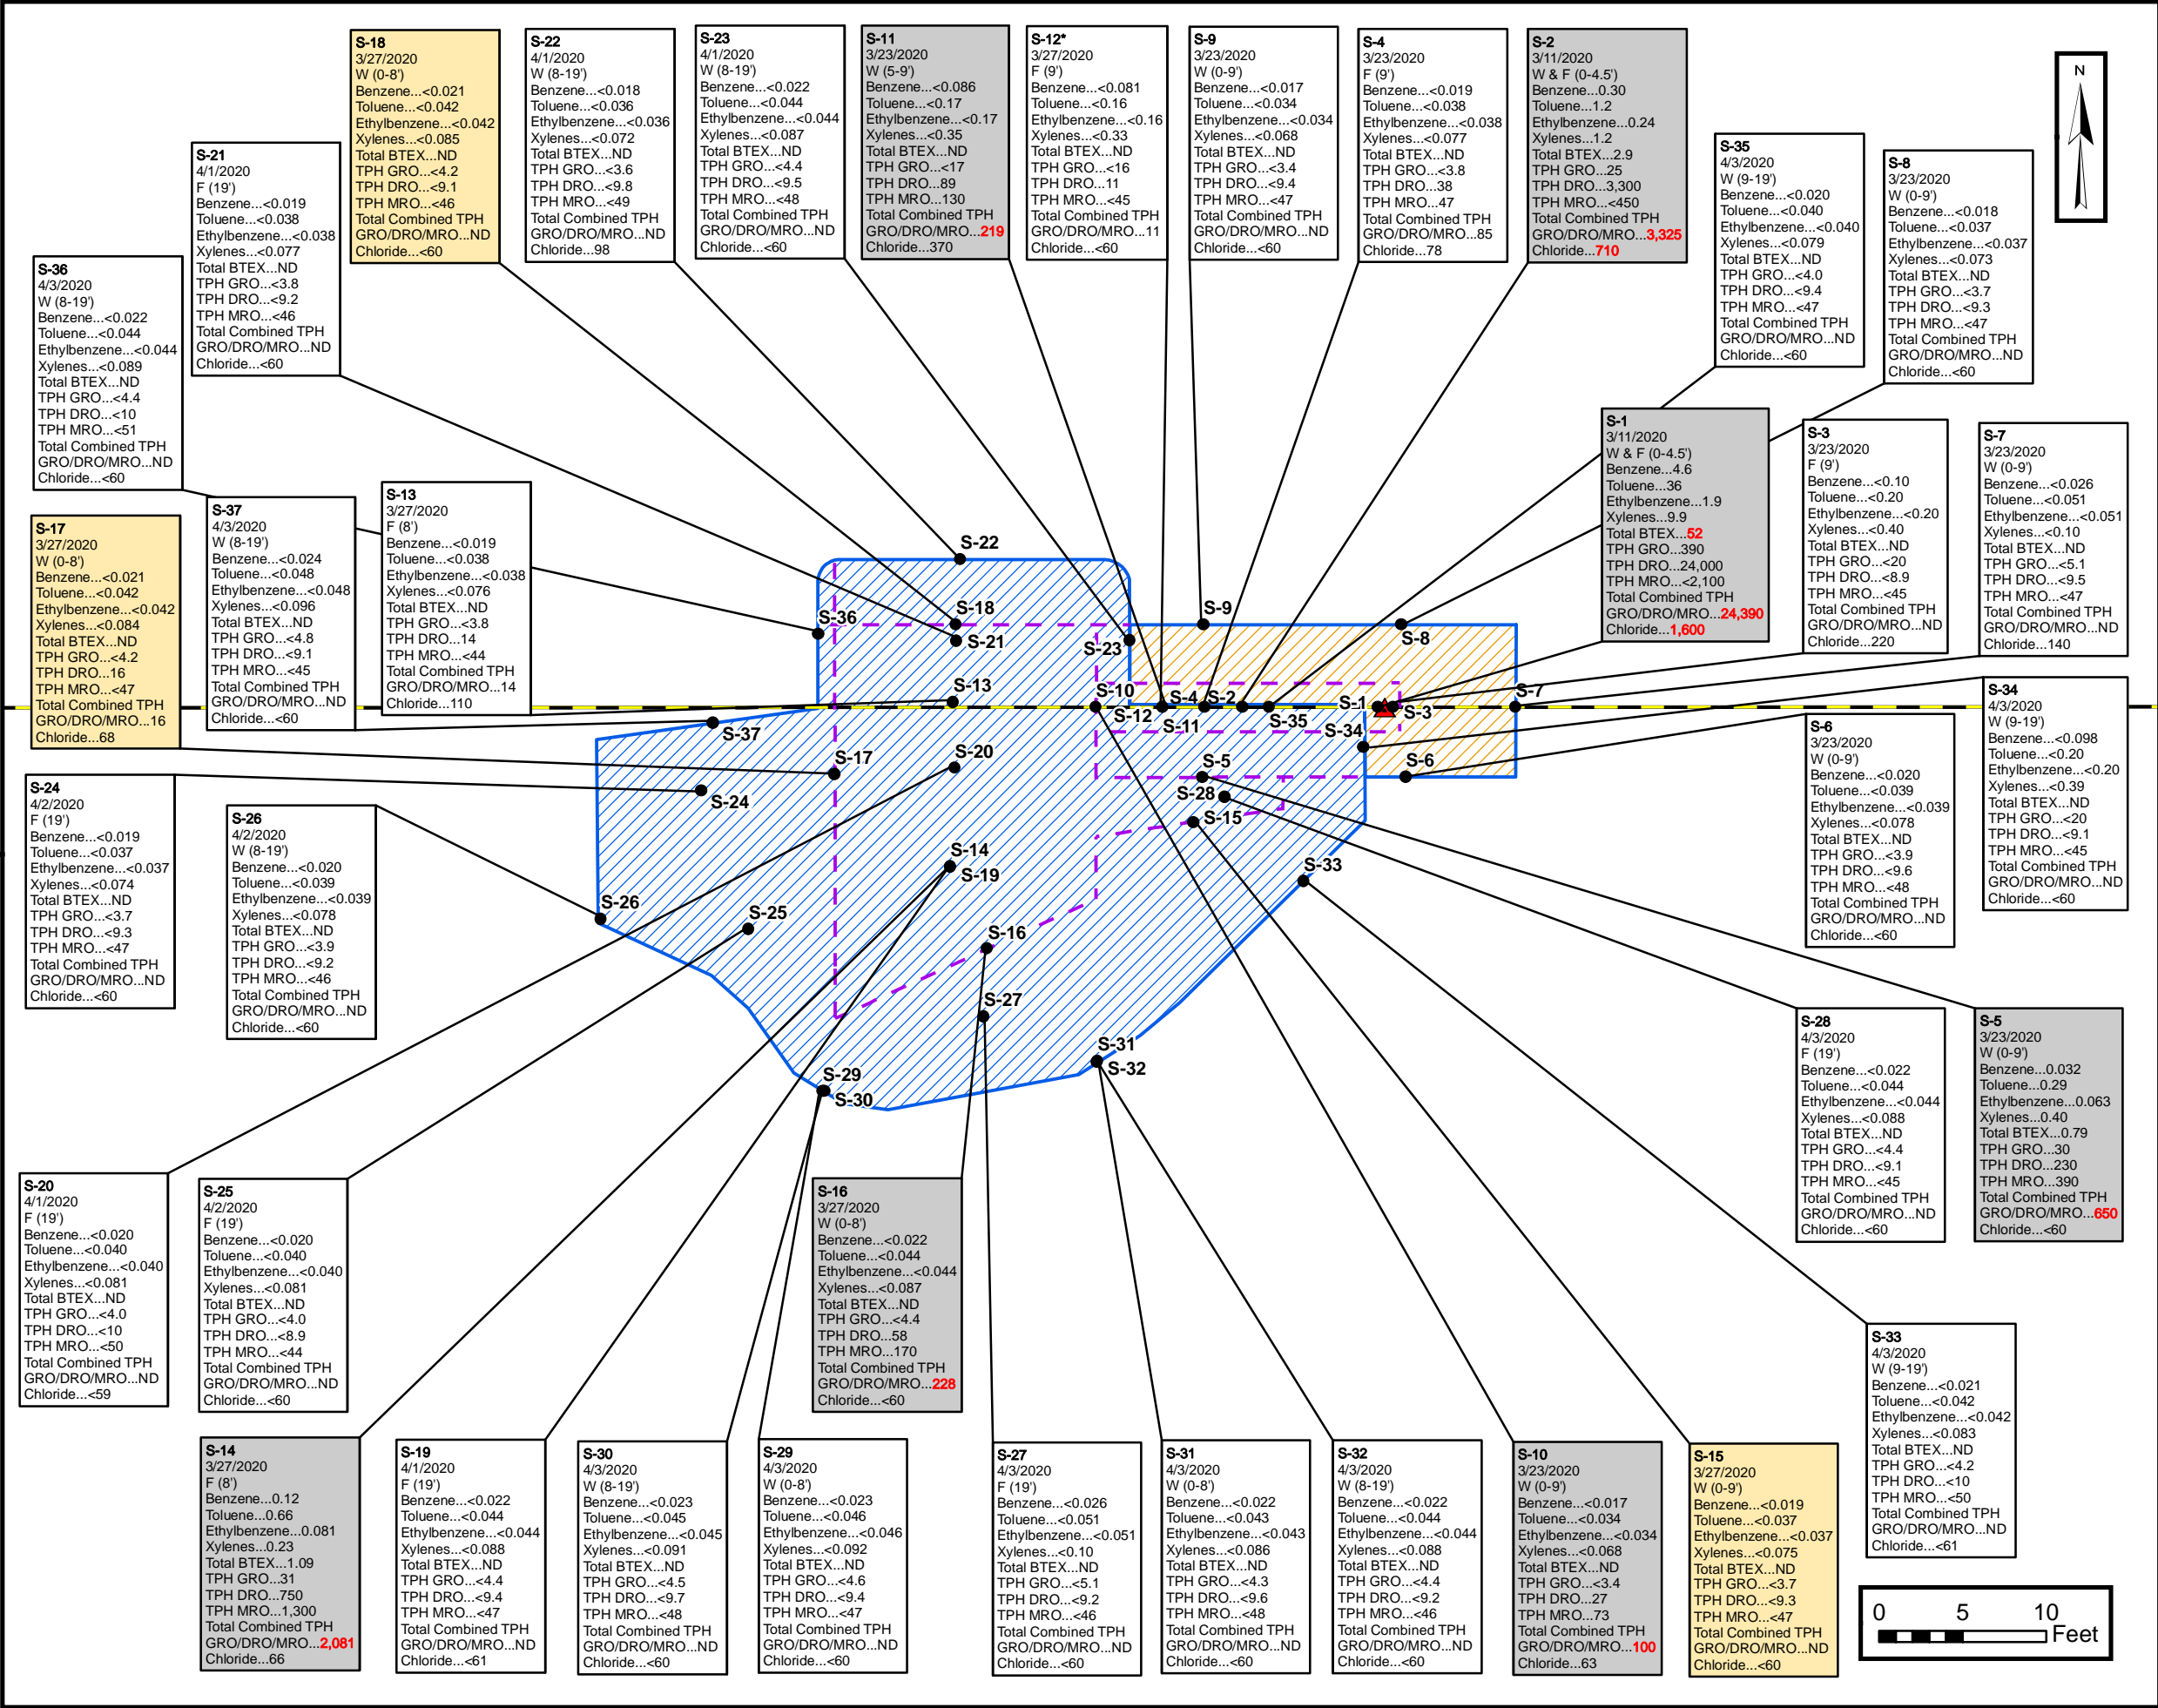 S-18
3/27/2020
W (0-8')
Benzene...<0.021
Toluene...<0.042
Ethylbenzene...<0.042
Xylenes...<0.085
Total BTEX...ND
TPH GRO...<4.2
TPH DRO...<9.1
TPH MRO...<46
Total Combined TPH
GRO/DRO/MRO...ND
Chloride...<60
S-22
4/1/2020
W (8-19')
Benzene...<0.018
Toluene...<0.036
Ethylbenzene...<0.036
Xylenes...<0.072
Total BTEX...ND
TPH GRO...<3.6
TPH DRO...<9.8
TPH MRO...<49
Total Combined TPH
GRO/DRO/MRO...ND
Chloride...98
S-23
4/1/2020
W (8-19')
Benzene...<0.022
Toluene...<0.044
Ethylbenzene...<0.044
Xylenes...<0.087
Total BTEX...ND
TPH GRO...<4.4
TPH DRO...<9.5
TPH MRO...<48
Total Combined TPH
GRO/DRO/MRO...ND
Chloride...<60
S-11
3/23/2020
W (5-9')
Benzene...<0.086
Toluene...<0.17
Ethylbenzene...<0.17
Xylenes...<0.35
Total BTEX...ND
TPH GRO...<17
TPH DRO...89
TPH MRO...130
Total Combined TPH
GRO/DRO/MRO...219
Chloride...370
S-12*
3/27/2020
F (9')
Benzene...<0.081
Toluene...<0.16
Ethylbenzene...<0.16
Xylenes...<0.33
Total BTEX...ND
TPH GRO...<16
TPH DRO...11
TPH MRO...<45
Total Combined TPH
GRO/DRO/MRO...11
Chloride...<60
S-9
3/23/2020
W (0-9')
Benzene...<0.017
Toluene...<0.034
Ethylbenzene...<0.034
Xylenes...<0.068
Total BTEX...ND
TPH GRO...<3.4
TPH DRO...<9.4
TPH MRO...<47
Total Combined TPH
GRO/DRO/MRO...ND
Chloride...<60
S-4
3/23/2020
F (9')
Benzene...<0.019
Toluene...<0.038
Ethylbenzene...<0.038
Xylenes...<0.077
Total BTEX...ND
TPH GRO...<3.8
TPH DRO...38
TPH MRO...47
Total Combined TPH
GRO/DRO/MRO...85
Chloride...78
S-2
3/11/2020
W & F (0-4.5')
Benzene...0.30
Toluene...1.2
Ethylbenzene...0.24
Xylenes...1.2
Total BTEX...2.9
TPH GRO...25
TPH DRO...3,300
TPH MRO...<450
Total Combined TPH
GRO/DRO/MRO...3,325
Chloride...710
N
S-21
4/1/2020
F (19')
Benzene...<0.019
Toluene...<0.038
Ethylbenzene...<0.038
Xylenes...<0.077
Total BTEX...ND
TPH GRO...<3.8
TPH DRO...<9.2
TPH MRO...<46
Total Combined TPH
GRO/DRO/MRO...ND
Chloride...<60
S-35
4/3/2020
W (9-19')
Benzene...<0.020
Toluene...<0.040
Ethylbenzene...<0.040
Xylenes...<0.079
Total BTEX...ND
TPH GRO...<4.0
TPH DRO...<9.4
TPH MRO...<47
Total Combined TPH
GRO/DRO/MRO...ND
Chloride...<60
S-8
3/23/2020
W (0-9')
Benzene...<0.018
Toluene...<0.037
Ethylbenzene...<0.037
Xylenes...<0.073
Total BTEX...ND
TPH GRO...<3.7
TPH DRO...<9.3
TPH MRO...<47
Total Combined TPH
GRO/DRO/MRO...ND
Chloride...<60
S-36
4/3/2020
W (8-19')
Benzene...<0.022
Toluene...<0.044
Ethylbenzene...<0.044
Xylenes...<0.089
Total BTEX...ND
TPH GRO...<4.4
TPH DRO...<10
TPH MRO...<51
Total Combined TPH
GRO/DRO/MRO...ND
Chloride...<60
S-1
3/11/2020
W & F (0-4.5')
Benzene...4.6
Toluene...36
Ethylbenzene...1.9
Xylenes...9.9
Total BTEX...52
TPH GRO...390
TPH DRO...24,000
TPH MRO...<2,100
Total Combined TPH
GRO/DRO/MRO...24,390
Chloride...1,600
S-3
3/23/2020
F (9')
Benzene...<0.10
Toluene...<0.20
Ethylbenzene...<0.20
Xylenes...<0.40
Total BTEX...ND
TPH GRO...<20
TPH DRO...<8.9
TPH MRO...<45
Total Combined TPH
GRO/DRO/MRO...ND
Chloride...220
S-7
3/23/2020
W (0-9')
Benzene...<0.026
Toluene...<0.051
Ethylbenzene...<0.051
Xylenes...<0.10
Total BTEX...ND
TPH GRO...<5.1
TPH DRO...<9.5
TPH MRO...<47
Total Combined TPH
GRO/DRO/MRO...ND
Chloride...140
S-17
3/27/2020
W (0-8')
Benzene...<0.021
Toluene...<0.042
Ethylbenzene...<0.042
Xylenes...<0.084
Total BTEX...ND
TPH GRO...<4.2
TPH DRO...16
TPH MRO...<47
Total Combined TPH
GRO/DRO/MRO...16
Chloride...68
S-37
4/3/2020
W (8-19')
Benzene...<0.024
Toluene...<0.048
Ethylbenzene...<0.048
Xylenes...<0.096
Total BTEX...ND
TPH GRO...<4.8
TPH DRO...<9.1
TPH MRO...<45
Total Combined TPH
GRO/DRO/MRO...ND
Chloride...<60
S-13
3/27/2020
F (8')
Benzene...<0.019
Toluene...<0.038
Ethylbenzene...<0.038
Xylenes...<0.076
Total BTEX...ND
TPH GRO...<3.8
TPH DRO...14
TPH MRO...<44
Total Combined TPH
GRO/DRO/MRO...14
Chloride...110
S-22
S-18
S-36
S-21
S-9
S-8
S-23
S-13
S-10
S-4
S-2
S-1
S-7
S-12
S-11
S-35
S-3
S-37
S-34
S-17
S-20
S-5
S-6
S-24
S-28
S-15
S-14
S-19
S-33
S-26
S-25
S-16
S-27
S-31
S-32
S-29
S-30
S-34
4/3/2020
W (9-19')
Benzene...<0.098
Toluene...<0.20
Ethylbenzene...<0.20
Xylenes...<0.39
Total BTEX...ND
TPH GRO...<20
TPH DRO...<9.1
TPH MRO...<45
Total Combined TPH
GRO/DRO/MRO...ND
Chloride...<60
S-6
3/23/2020
W (0-9')
Benzene...<0.020
Toluene...<0.039
Ethylbenzene...<0.039
Xylenes...<0.078
Total BTEX...ND
TPH GRO...<3.9
TPH DRO...<9.6
TPH MRO...<48
Total Combined TPH
GRO/DRO/MRO...ND
Chloride...<60
S-24
4/2/2020
F (19')
Benzene...<0.019
Toluene...<0.037
Ethylbenzene...<0.037
Xylenes...<0.074
Total BTEX...ND
TPH GRO...<3.7
TPH DRO...<9.3
TPH MRO...<47
Total Combined TPH
GRO/DRO/MRO...ND
Chloride...<60
S-26
4/2/2020
W (8-19')
Benzene...<0.020
Toluene...<0.039
Ethylbenzene...<0.039
Xylenes...<0.078
Total BTEX...ND
TPH GRO...<3.9
TPH DRO...<9.2
TPH MRO...<46
Total Combined TPH
GRO/DRO/MRO...ND
Chloride...<60
S-28
4/3/2020
F (19')
Benzene...<0.022
Toluene...<0.044
Ethylbenzene...<0.044
Xylenes...<0.088
Total BTEX...ND
TPH GRO...<4.4
TPH DRO...<9.1
TPH MRO...<45
Total Combined TPH
GRO/DRO/MRO...ND
Chloride...<60
S-5
3/23/2020
W (0-9')
Benzene...0.032
Toluene...0.29
Ethylbenzene...0.063
Xylenes...0.40
Total BTEX...0.79
TPH GRO...30
TPH DRO...230
TPH MRO...390
Total Combined TPH
GRO/DRO/MRO...650
Chloride...<60
S-20
4/1/2020
F (19')
Benzene...<0.020
Toluene...<0.040
Ethylbenzene...<0.040
Xylenes...<0.081
Total BTEX...ND
TPH GRO...<4.0
TPH DRO...<10
TPH MRO...<50
Total Combined TPH
GRO/DRO/MRO...ND
Chloride...<59
S-25
4/2/2020
F (19')
Benzene...<0.020
Toluene...<0.040
Ethylbenzene...<0.040
Xylenes...<0.081
Total BTEX...ND
TPH GRO...<4.0
TPH DRO...<8.9
TPH MRO...<44
Total Combined TPH
GRO/DRO/MRO...ND
Chloride...<60
S-16
3/27/2020
W (0-8')
Benzene...<0.022
Toluene...<0.044
Ethylbenzene...<0.044
Xylenes...<0.087
Total BTEX...ND
TPH GRO...<4.4
TPH DRO...58
TPH MRO...170
Total Combined TPH
GRO/DRO/MRO...228
Chloride...<60
S-33
4/3/2020
W (9-19')
Benzene...<0.021
Toluene...<0.042
Ethylbenzene...<0.042
Xylenes...<0.083
Total BTEX...ND
TPH GRO...<4.2
TPH DRO...<10
TPH MRO...<50
Total Combined TPH
GRO/DRO/MRO...ND
Chloride...<61
S-14
3/27/2020
F (8')
Benzene...0.12
Toluene...0.66
Ethylbenzene...0.081
Xylenes...0.23
Total BTEX...1.09
TPH GRO...31
TPH DRO...750
TPH MRO...1,300
Total Combined TPH
GRO/DRO/MRO...2,081
Chloride...66
S-19
4/1/2020
F (19')
Benzene...<0.022
Toluene...<0.044
Ethylbenzene...<0.044
Xylenes...<0.088
Total BTEX...ND
TPH GRO...<4.4
TPH DRO...<9.4
TPH MRO...<47
Total Combined TPH
GRO/DRO/MRO...ND
Chloride...<61
S-30
4/3/2020
W (8-19')
Benzene...<0.023
Toluene...<0.045
Ethylbenzene...<0.045
Xylenes...<0.091
Total BTEX...ND
TPH GRO...<4.5
TPH DRO...<9.7
TPH MRO...<48
Total Combined TPH
GRO/DRO/MRO...ND
Chloride...<60
S-29
4/3/2020
W (0-8')
Benzene...<0.023
Toluene...<0.046
Ethylbenzene...<0.046
Xylenes...<0.092
Total BTEX...ND
TPH GRO...<4.6
TPH DRO...<9.4
TPH MRO...<47
Total Combined TPH
GRO/DRO/MRO...ND
Chloride...<60
S-27
4/3/2020
F (19')
Benzene...<0.026
Toluene...<0.051
Ethylbenzene...<0.051
Xylenes...<0.10
Total BTEX...ND
TPH GRO...<5.1
TPH DRO...<9.2
TPH MRO...<46
Total Combined TPH
GRO/DRO/MRO...ND
Chloride...<60
S-31
4/3/2020
W (0-8')
Benzene...<0.022
Toluene...<0.043
Ethylbenzene...<0.043
Xylenes...<0.086
Total BTEX...ND
TPH GRO...<4.3
TPH DRO...<9.6
TPH MRO...<48
Total Combined TPH
GRO/DRO/MRO...ND
Chloride...<60
S-32
4/3/2020
W (8-19')
Benzene...<0.022
Toluene...<0.044
Ethylbenzene...<0.044
Xylenes...<0.088
Total BTEX...ND
TPH GRO...<4.4
TPH DRO...<9.2
TPH MRO...<46
Total Combined TPH
GRO/DRO/MRO...ND
Chloride...<60
S-10
3/23/2020
W (0-9')
Benzene...<0.017
Toluene...<0.034
Ethylbenzene...<0.034
Xylenes...<0.068
Total BTEX...ND
TPH GRO...<3.4
TPH DRO...27
TPH MRO...73
Total Combined TPH
GRO/DRO/MRO...100
Chloride...63
S-15
3/27/2020
W (0-9')
Benzene...<0.019
Toluene...<0.037
Ethylbenzene...<0.037
Xylenes...<0.075
Total BTEX...ND
TPH GRO...<3.7
TPH DRO...<9.3
TPH MRO...<47
Total Combined TPH
GRO/DRO/MRO...ND
Chloride...<60
0 5 10
Feet